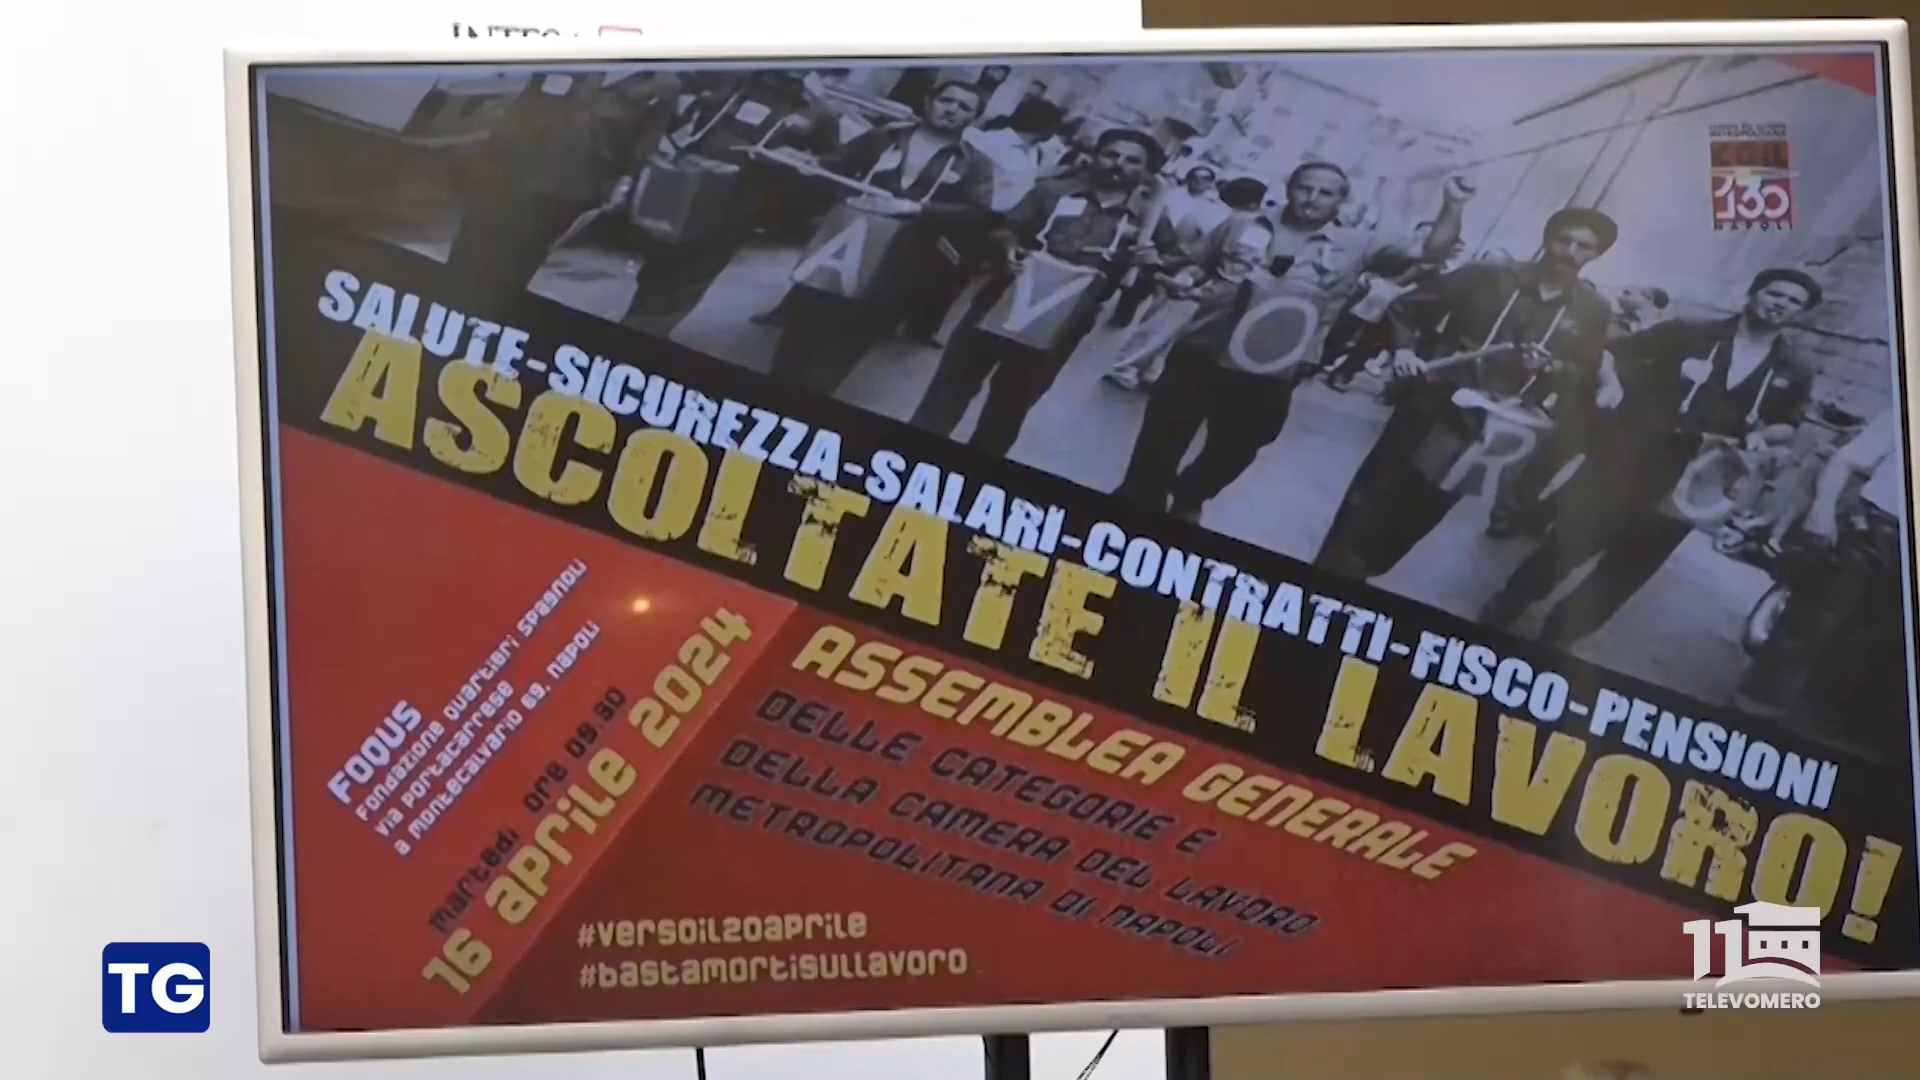 INTESA
CGIL
130
NAPOLI
A
V
O
R
O
SALUTE-SICUREZZA-SALARI-CONTRATTI-FISCO-PENSIONI
ASCOLTATE IL LAVORO!
FOQUS
Fondazione Quartieri Spagnoli
via Portacarrese
a Montecalvario 69, Napoli
martedì ore 09.30
16 aprile 2024
ASSEMBLEA GENERALE
DELLE CATEGORIE E
DELLA CAMERA DEL LAVORO
METROPOLITANA DI NAPOLI
#versoil20aprile
#bastamortisullavoro
TG
11
TELEVOMERO